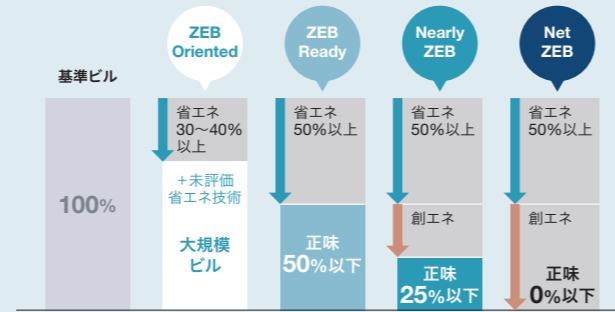 ZEB
Oriented
ZEB
Ready
Nearly
ZEB
Net
ZEB
基準ビル
100%
省エネ
30〜40%
以上
+未評価
省エネ技術
大規模
ビル
省エネ
50%以上
正味
50%以下
省エネ
50%以上
創エネ
正味
25%以下
省エネ
50%以上
創エネ
正味
0%以下